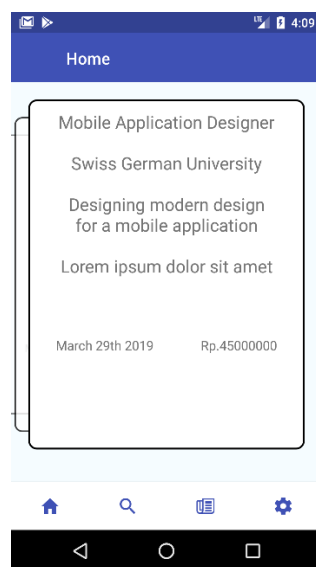 LTE 4:09
Home
Mobile Application Designer
Swiss German University
Designing modern design
for a mobile application
Lorem ipsum dolor sit amet
March 29th 2019 Rp.45000000